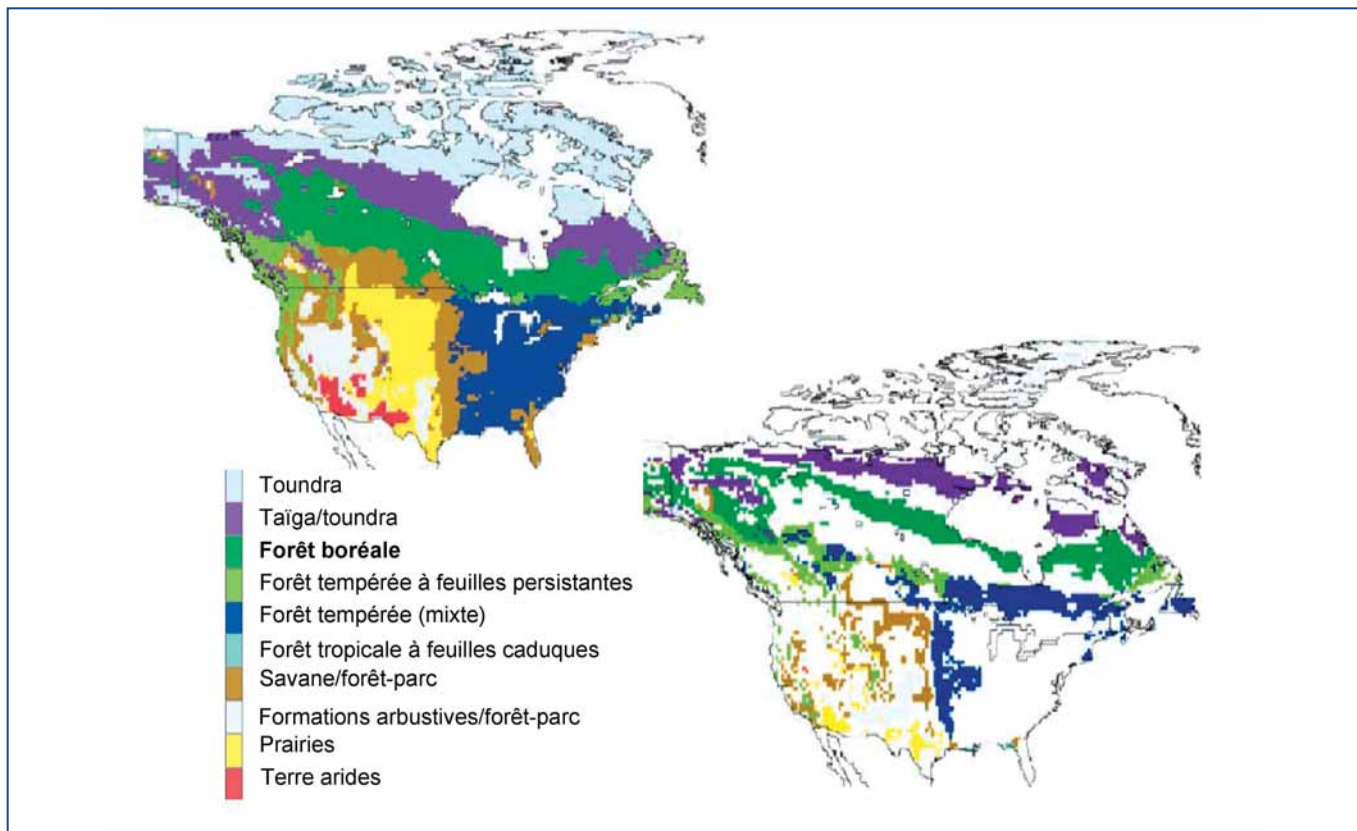 Toundra
Taïga/toundra
Forêt boréale
Forêt tempérée à feuilles persistantes
Forêt tempérée (mixte)
Forêt tropicale à feuilles caduques
Savane/forêt-parc
Formations arbustives/forêt-parc
Prairies
Terre arides